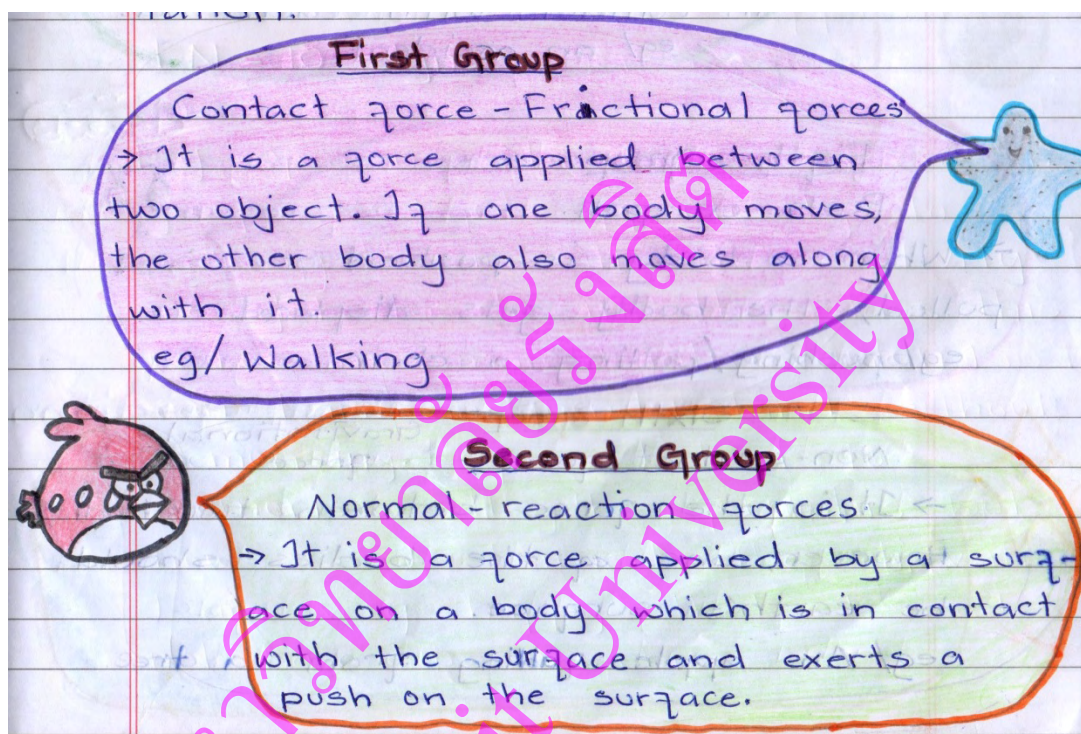 First Group
Contact force - Frictional forces
→ It is a force applied between
two object. If one body moves,
the other body also moves along
with it.
eg/ Walking
Second Group
Normal - reaction forces.
→ It is a force applied by a surf-
ace on a body which is in contact
with the surface and exerts a
push on the surface.
University